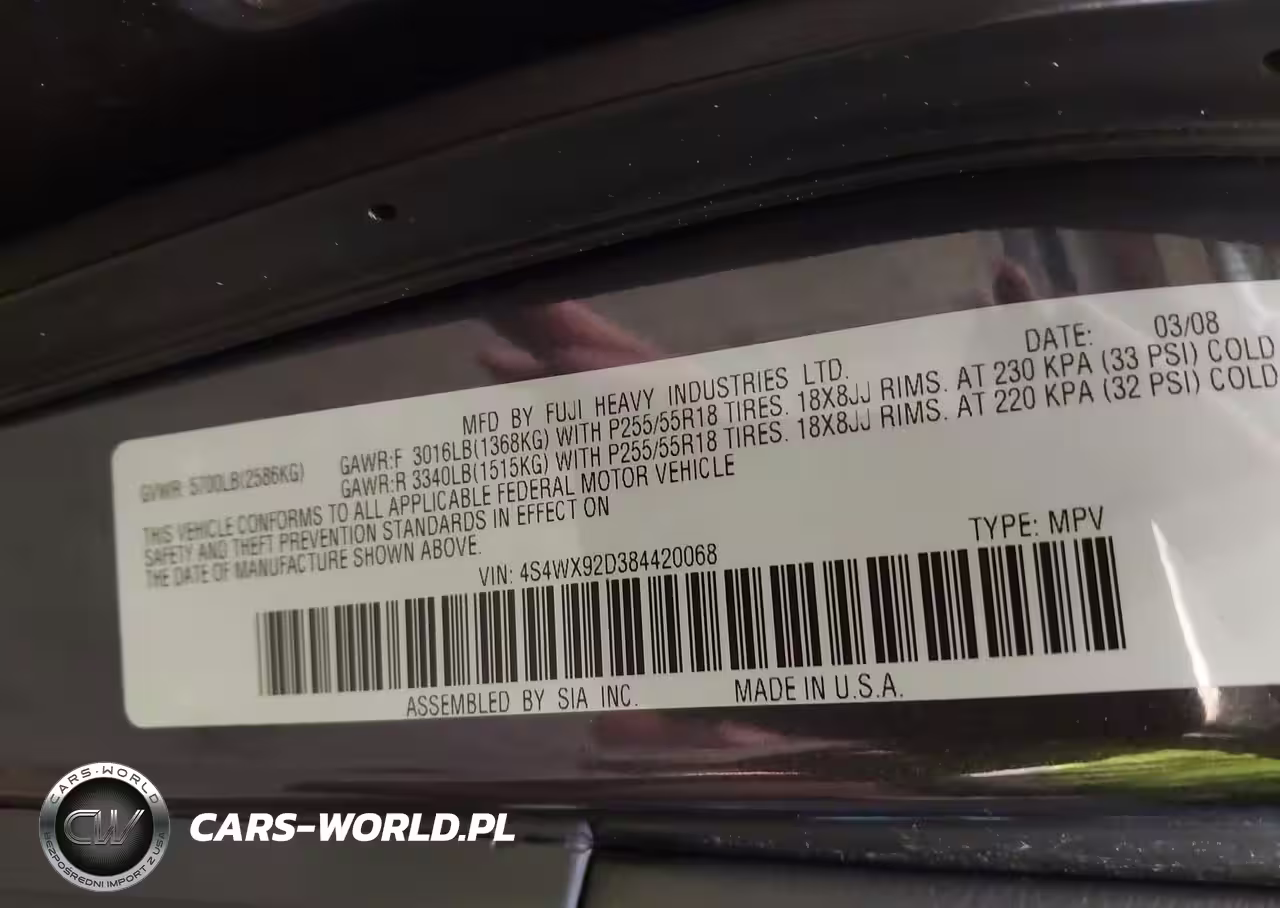 DATE: 03/08
MFD BY FUJI HEAVY INDUSTRIES LTD.
GVWR: 5700LB(2586KG)
GAWR:F 3016LB(1368KG) WITH P255/55R18 TIRES. 18X8JJ RIMS. AT 230 KPA (33 PSI) COLD
GAWR:R 3340LB(1515KG) WITH P255/55R18 TIRES. 18X8JJ RIMS. AT 220 KPA (32 PSI) COLD
THIS VEHICLE CONFORMS TO ALL APPLICABLE FEDERAL MOTOR VEHICLE
SAFETY AND THEFT PREVENTION STANDARDS IN EFFECT ON
THE DATE OF MANUFACTURE SHOWN ABOVE.
VIN: 4S4WX92D384420068
TYPE: MPV
ASSEMBLED BY SIA INC. MADE IN U.S.A.
CARS-WORLD
CW
BEZPOŚREDNI IMPORT Z USA
CARS-WORLD.PL